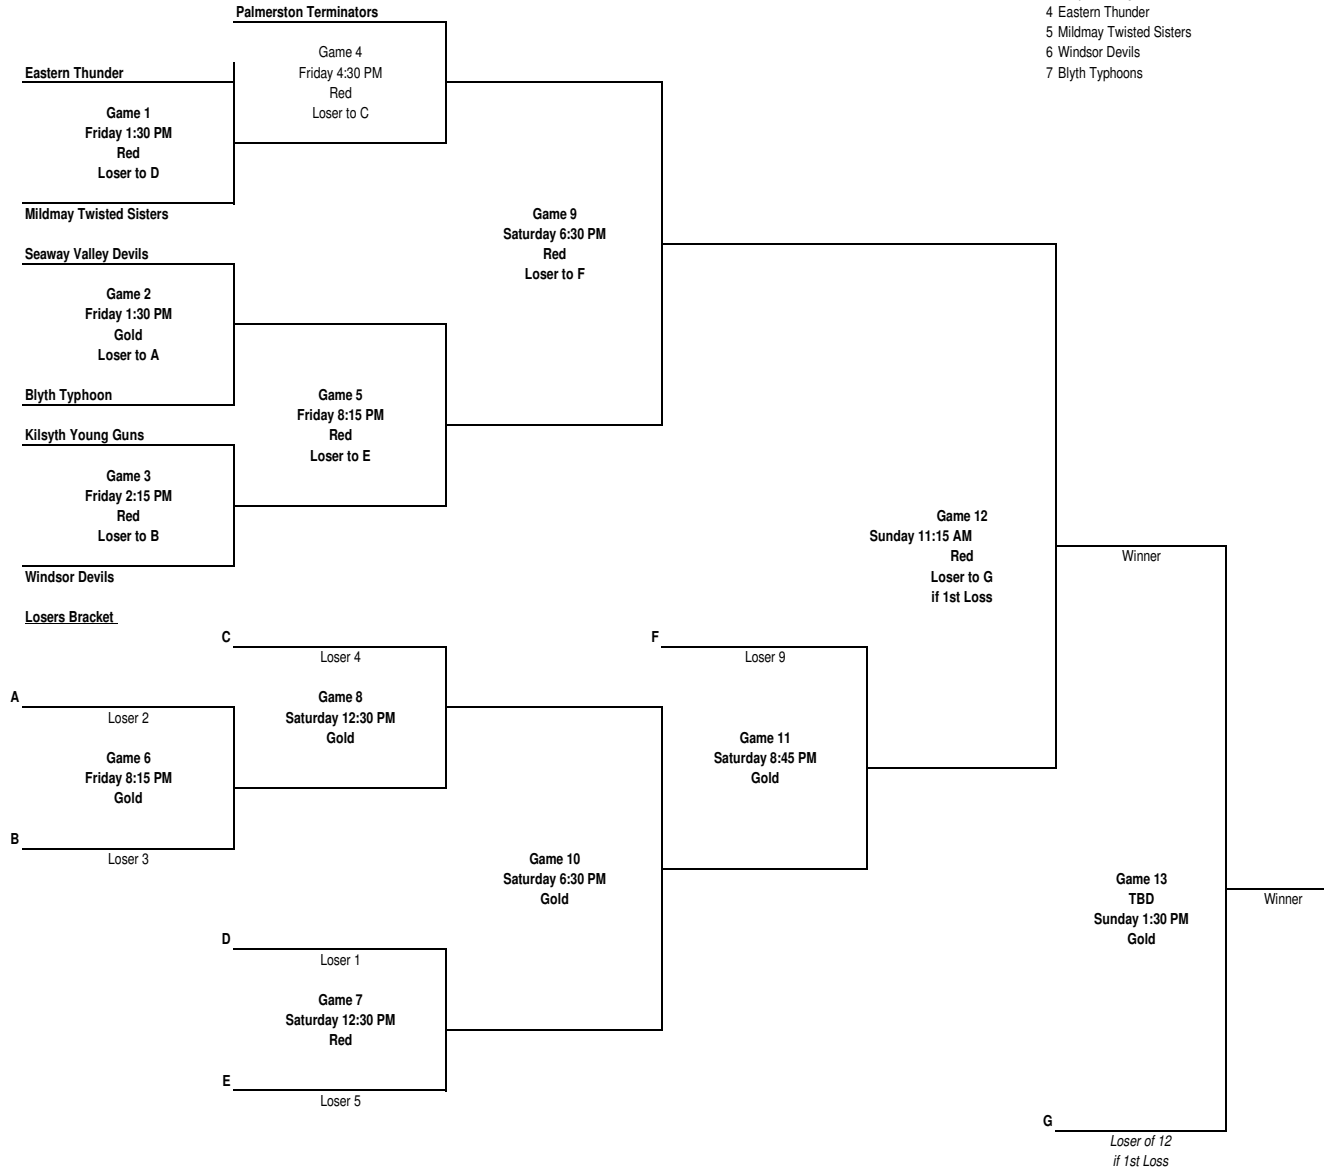 Palmerston Terminators
4 Eastern Thunder
5 Mildmay Twisted Sisters
6 Windsor Devils
7 Blyth Typhoons
Game 4
Friday 4:30 PM
Red
Loser to C
Eastern Thunder
Game 1
Friday 1:30 PM
Red
Loser to D
Mildmay Twisted Sisters
Game 9
Saturday 6:30 PM
Red
Loser to F
Seaway Valley Devils
Game 2
Friday 1:30 PM
Gold
Loser to A
Blyth Typhoon
Game 5
Friday 8:15 PM
Red
Loser to E
Kilsyth Young Guns
Game 3
Friday 2:15 PM
Red
Loser to B
Windsor Devils
Game 12
Sunday 11:15 AM
Red
Loser to G
if 1st Loss
Winner
Losers Bracket
C
Loser 4
F
Loser 9
A
Loser 2
Game 8
Saturday 12:30 PM
Gold
Game 6
Friday 8:15 PM
Gold
Game 11
Saturday 8:45 PM
Gold
B
Loser 3
Game 10
Saturday 6:30 PM
Gold
Game 13
TBD
Sunday 1:30 PM
Gold
Winner
D
Loser 1
Game 7
Saturday 12:30 PM
Red
E
Loser 5
G
Loser of 12
if 1st Loss